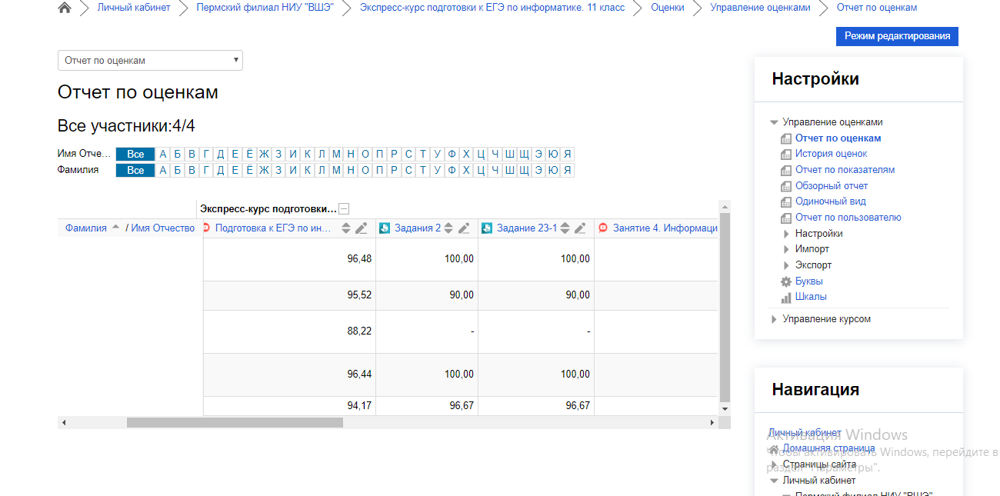 Личный кабинет Пермский филиал НИУ "ВШЭ" Экспресс-курс подготовки к ЕГЭ по информатике. 11 класс Оценки Управление оценками Отчет по оценкам
Режим редактирования
Отчет по оценкам
Отчет по оценкам
Все участники:4/4
Имя Отче... Все А Б В Г Д Е Ё Ж З И К Л М Н О П Р С Т У Ф Х Ц Ч Ш Щ Э Ю Я
Фамилия Все А Б В Г Д Е Ё Ж З И К Л М Н О П Р С Т У Ф Х Ц Ч Ш Щ Э Ю Я
Экспресс-курс подготовки...
Фамилия / Имя Отчество Подготовка к ЕГЭ по ин... Задания 2 Задание 23-1 Занятие 4. Информаци
96,48 100,00 100,00
95,52 90,00 90,00
88,22 - -
96,44 100,00 100,00
94,17 96,67 96,67
Настройки
Управление оценками
Отчет по оценкам
История оценок
Отчет по показателям
Обзорный отчет
Одиночный вид
Отчет по пользователю
Настройки
Импорт
Экспорт
Буквы
Шкалы
Управление курсом
Навигация
Личный кабинет
Домашняя страница
Страницы сайта
Личный кабинет
Пермский филиал НИУ "ВШЭ"
Активация Windows
Чтобы активировать Windows, перейдите в
раздел "Параметры".